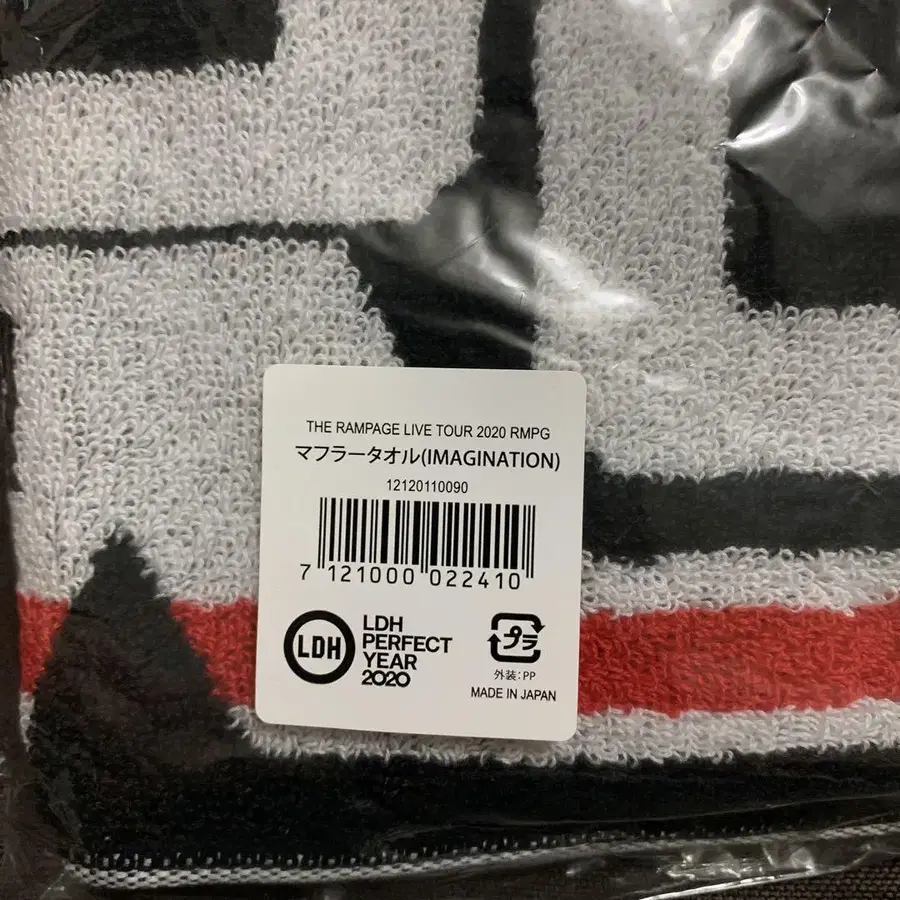 THE RAMPAGE LIVE TOUR 2020 RMPG
マフラータオル(IMAGINATION)
12120110090
7 121000 022410
LDH
LDH
PERFECT
YEAR
2020
プラ
外装:PP
MADE IN JAPAN